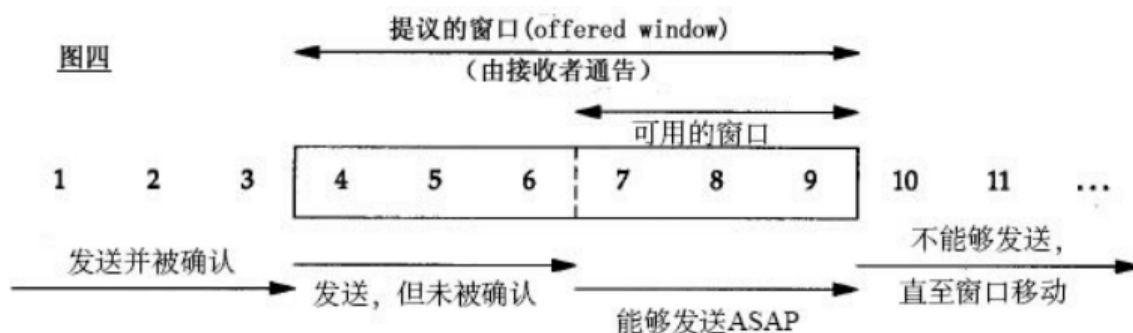 提议的窗口(offered window)
图四
（由接收者通告）
可用的窗口
1 2 3 4 5 6 7 8 9 10 11 ...
发送并被确认
不能够发送，
发送，但未被确认
直至窗口移动
能够发送ASAP